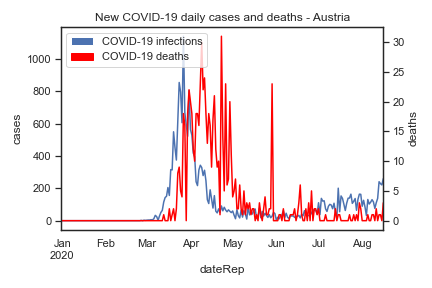 New COVID-19 daily cases and deaths - Austria
COVID-19 infections
COVID-19 deaths
cases
1000
800
600
400
200
0
deaths
30
25
20
15
10
5
0
Jan Feb Mar Apr May Jun Jul Aug
2020
dateRep